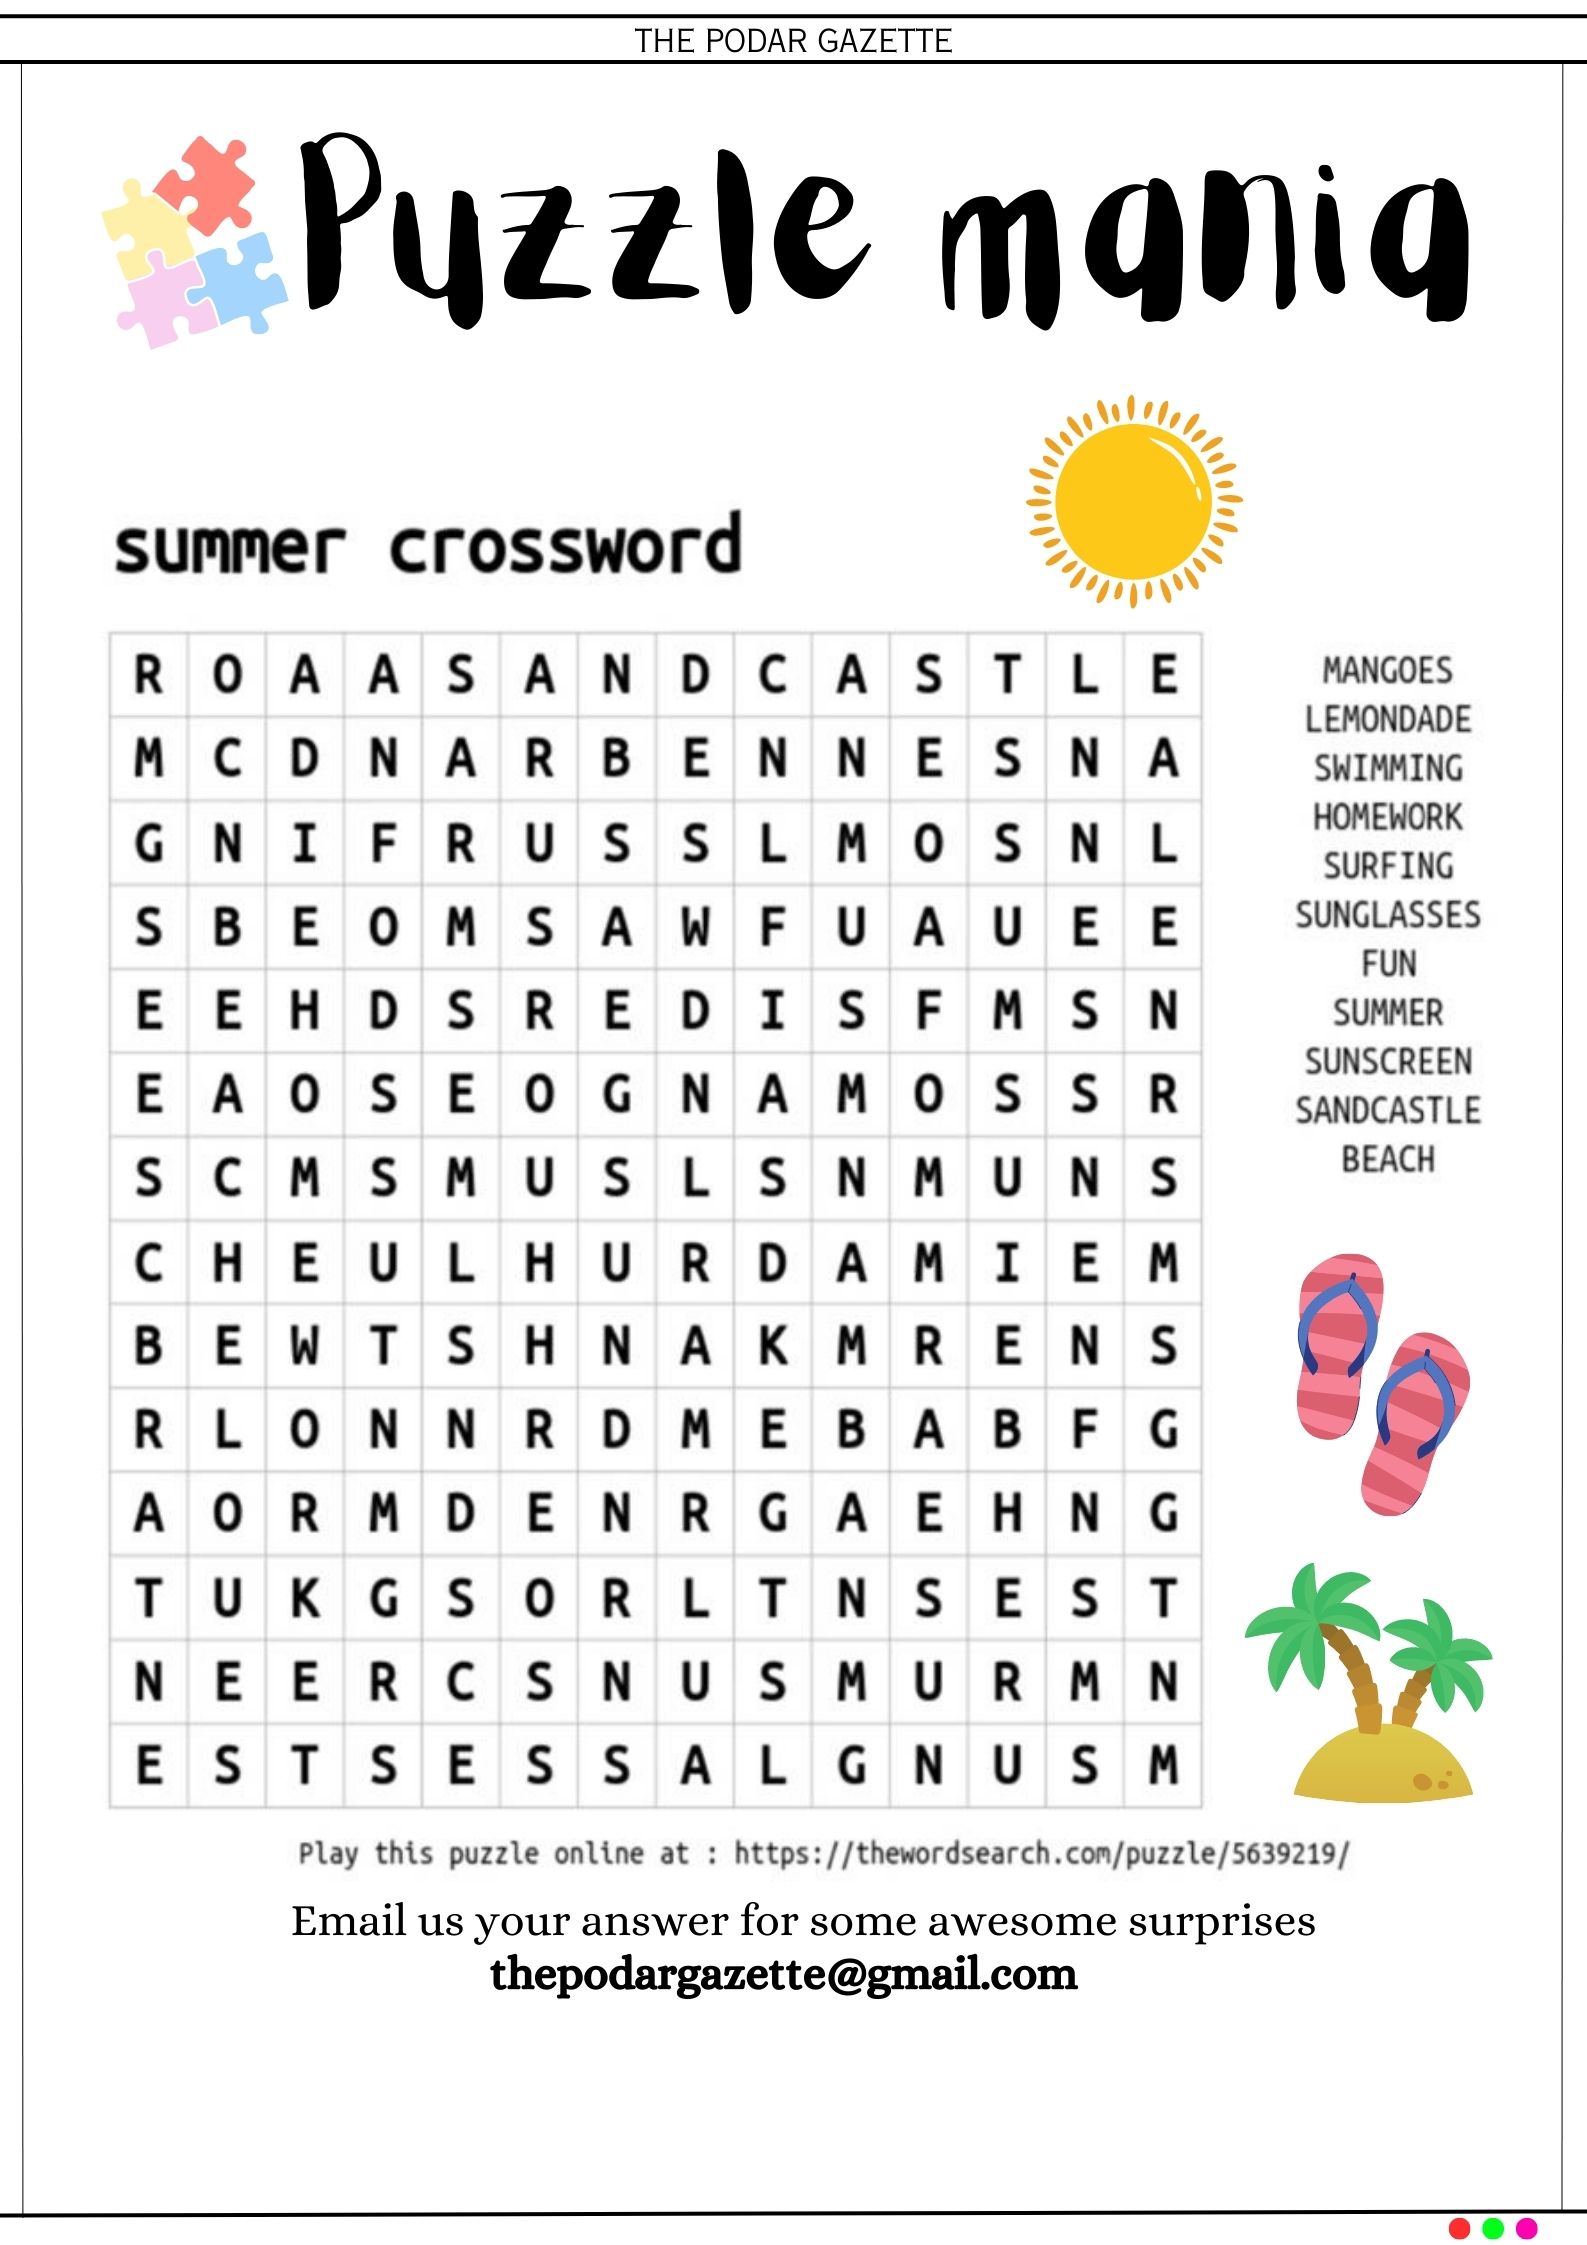 THE PODAR GAZETTE
Puzzle mania
summer crossword
R O A A S A N D C A S T L E
M C D N A R B E N N E S N A
G N I F R U S S L M O S N L
S B E O M S A W F U A U E E
E E H D S R E D I S F M S N
E A O S E O G N A M O S S R
S C M S M U S L S N M U N S
C H E U L H U R D A M I E M
B E W T S H N A K M R E N S
R L O N N R D M E B A B F G
A O R M D E N R G A E H N G
T U K G S O R L T N S E S T
N E E R C S N U S M U R M N
E S T S E S S A L G N U S M
MANGOES
LEMONDADE
SWIMMING
HOMEWORK
SURFING
SUNGLASSES
FUN
SUMMER
SUNSCREEN
SANDCASTLE
BEACH
Play this puzzle online at : https://thewordsearch.com/puzzle/5639219/
Email us your answer for some awesome surprises
thepodargazette@gmail.com